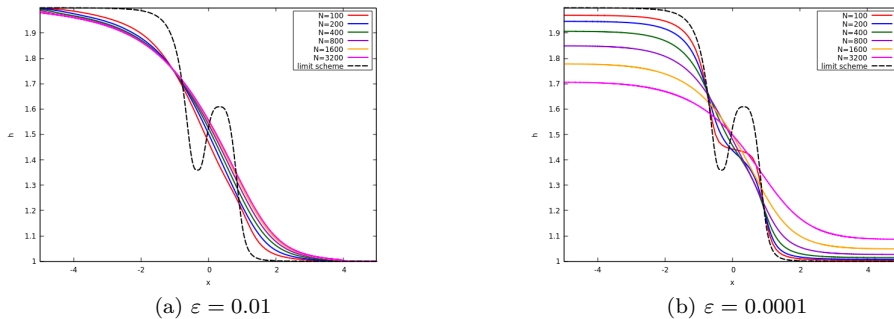 2
1.9
1.8
1.7
1.6
1.5
1.4
1.3
1.2
1.1
1
h
-4
-2
0
2
4
x
N=100
N=200
N=400
N=800
N=1600
N=3200
limit scheme
(a) ε = 0.01
2
1.9
1.8
1.7
1.6
1.5
1.4
1.3
1.2
1.1
1
h
-4
-2
0
2
4
x
N=100
N=200
N=400
N=800
N=1600
N=3200
limit scheme
(b) ε = 0.0001